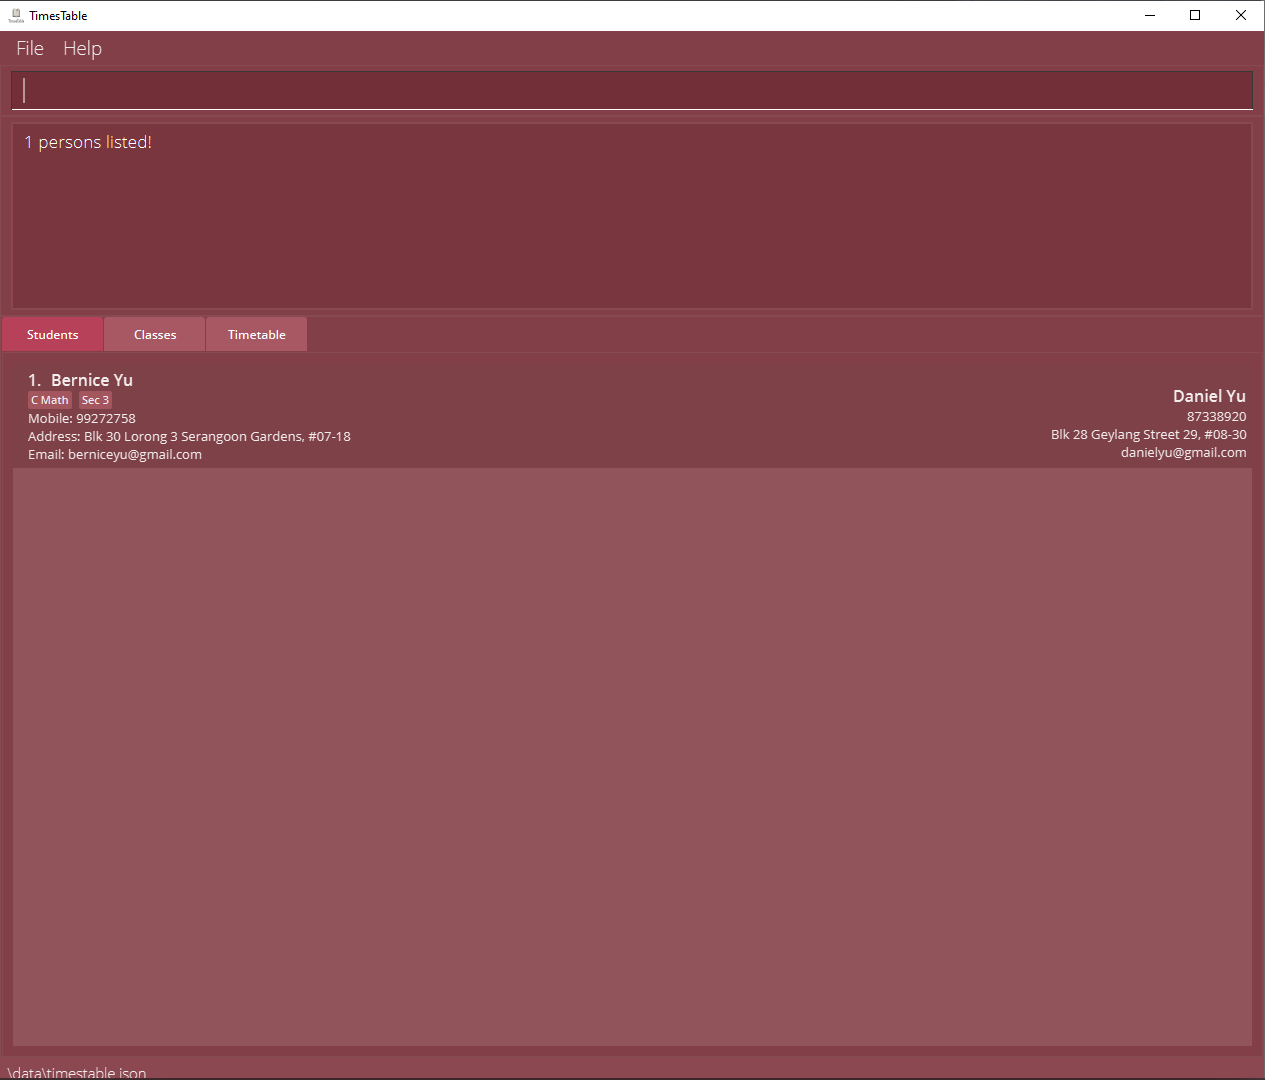 TimesTable
File Help
1 persons listed!
Students Classes Timetable
1. Bernice Yu
C Math Sec 3
Mobile: 99272758
Address: Blk 30 Lorong 3 Serangoon Gardens, #07-18
Email: berniceyu@gmail.com
Daniel Yu
87338920
Blk 28 Geylang Street 29, #08-30
danielyu@gmail.com
\data\timestable.json